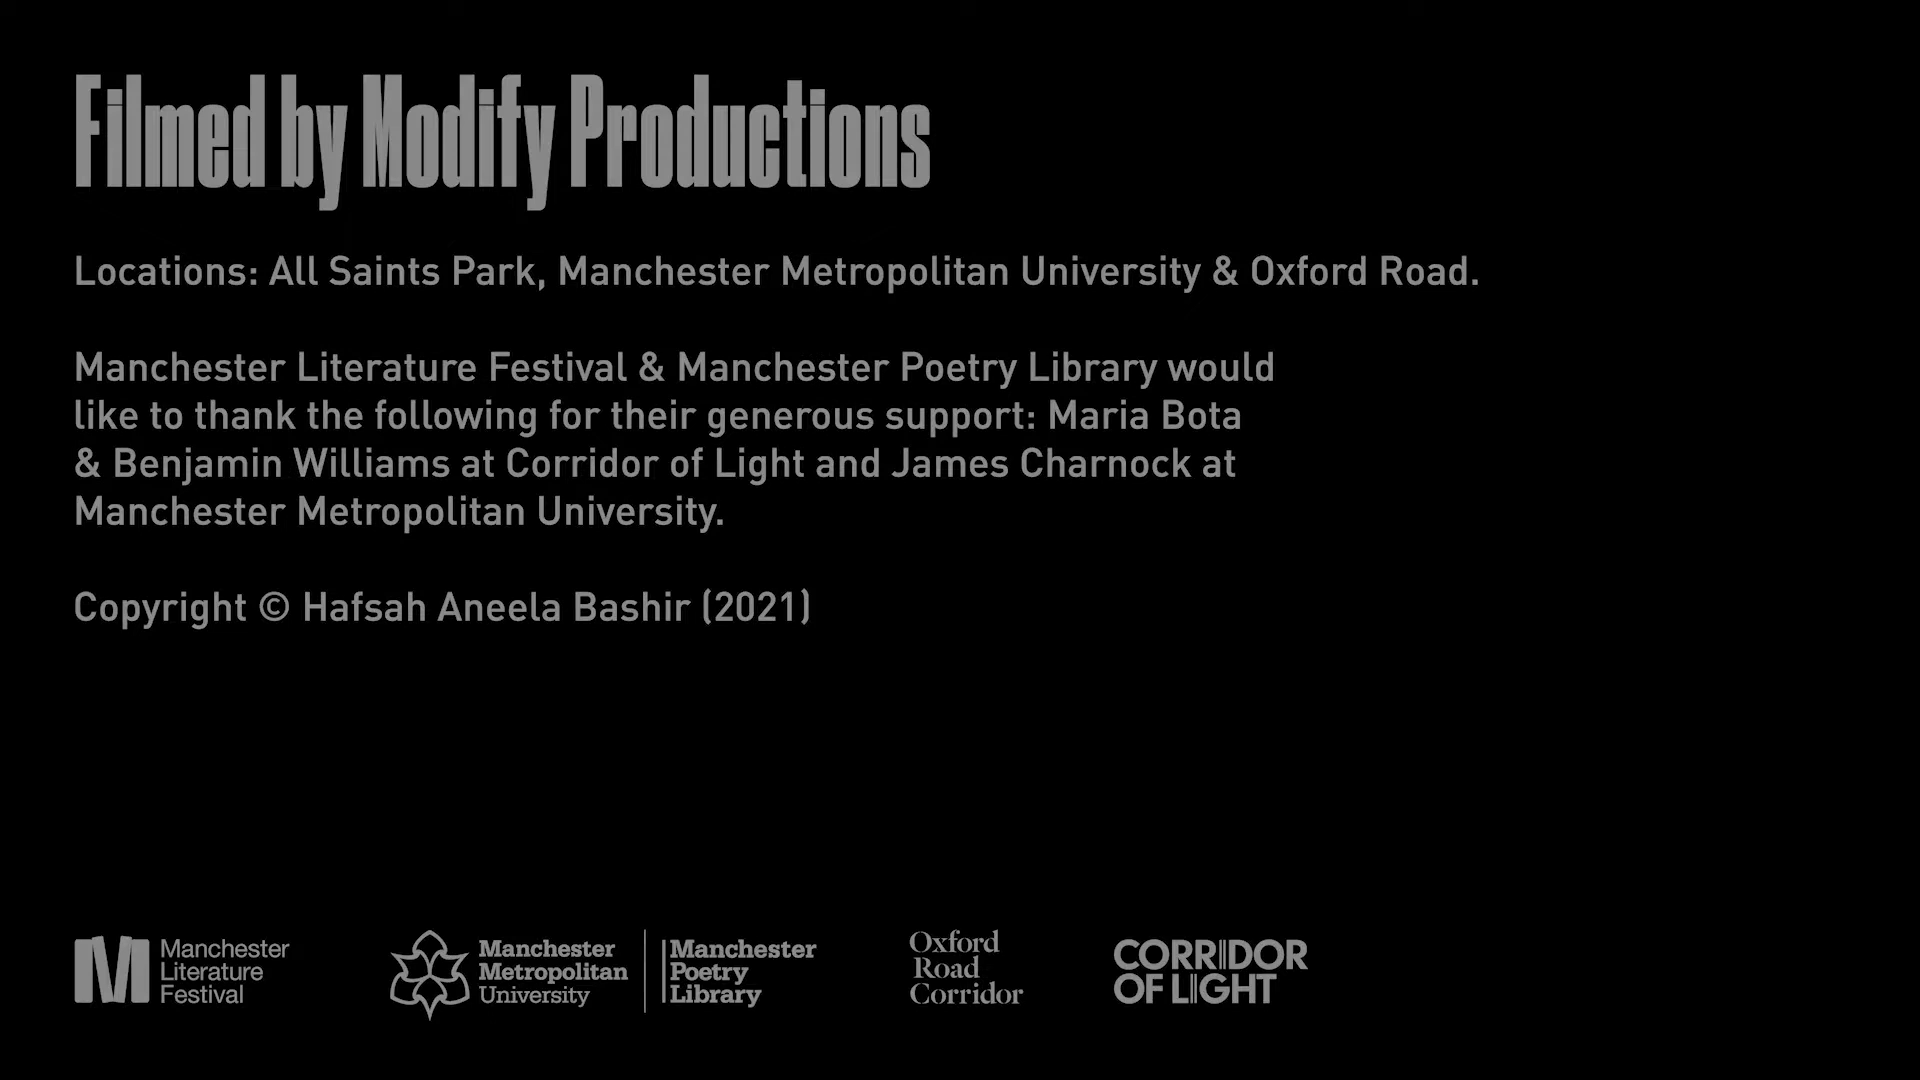 Filmed by Modify Productions
Locations: All Saints Park, Manchester Metropolitan University & Oxford Road.
Manchester Literature Festival & Manchester Poetry Library would
like to thank the following for their generous support: Maria Bota
& Benjamin Williams at Corridor of Light and James Charnock at
Manchester Metropolitan University.
Copyright © Hafsah Aneela Bashir (2021)
Manchester
Literature
Festival
Manchester
Metropolitan
University
Manchester
Poetry
Library
Oxford
Road
Corridor
CORRIDOR
OF LIGHT